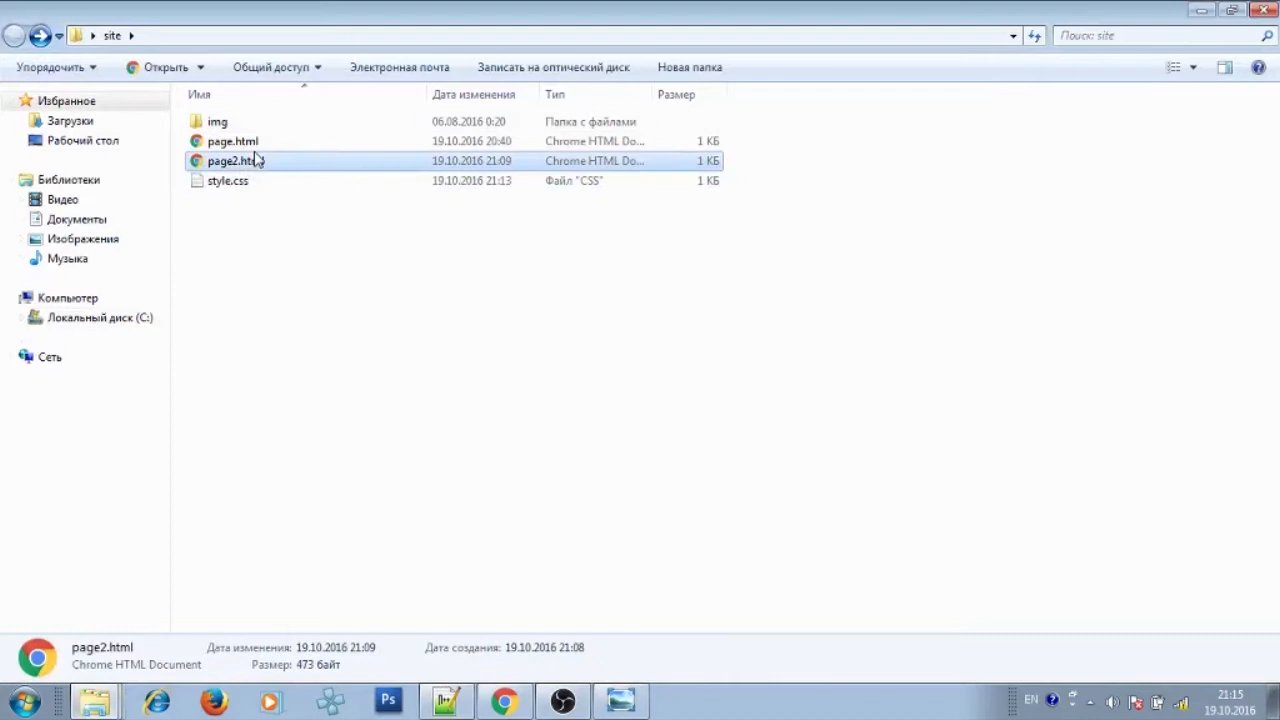 site
Поиск: site
Упорядочить
Открыть
Общий доступ
Электронная почта
Записать на оптический диск
Новая папка
Избранное
Загрузки
Рабочий стол
Библиотеки
Видео
Документы
Изображения
Музыка
Компьютер
Локальный диск (C:)
Сеть
Имя Дата изменения Тип Размер
img 06.08.2016 0:20 Папка с файлами
page.html 19.10.2016 20:40 Chrome HTML Do... 1 КБ
page2.html 19.10.2016 21:09 Chrome HTML Do... 1 КБ
style.css 19.10.2016 21:13 Файл "CSS" 1 КБ
page2.html Дата изменения: 19.10.2016 21:09 Дата создания: 19.10.2016 21:08
Chrome HTML Document Размер: 473 байт
Ps
EN
21:15
19.10.2016